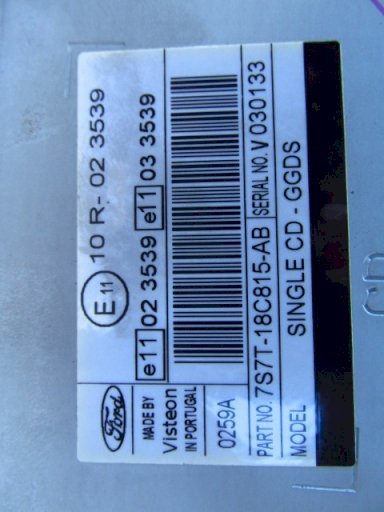 E11 10 R- 02 3539
e11 02 3539 e11 03 3539
Ford
MADE BY
Visteon
IN PORTUGAL
0259A
PART NO. 7S7T-18C815-AB SERIAL NO. V 030133
MODEL SINGLE CD - GGDS
CD